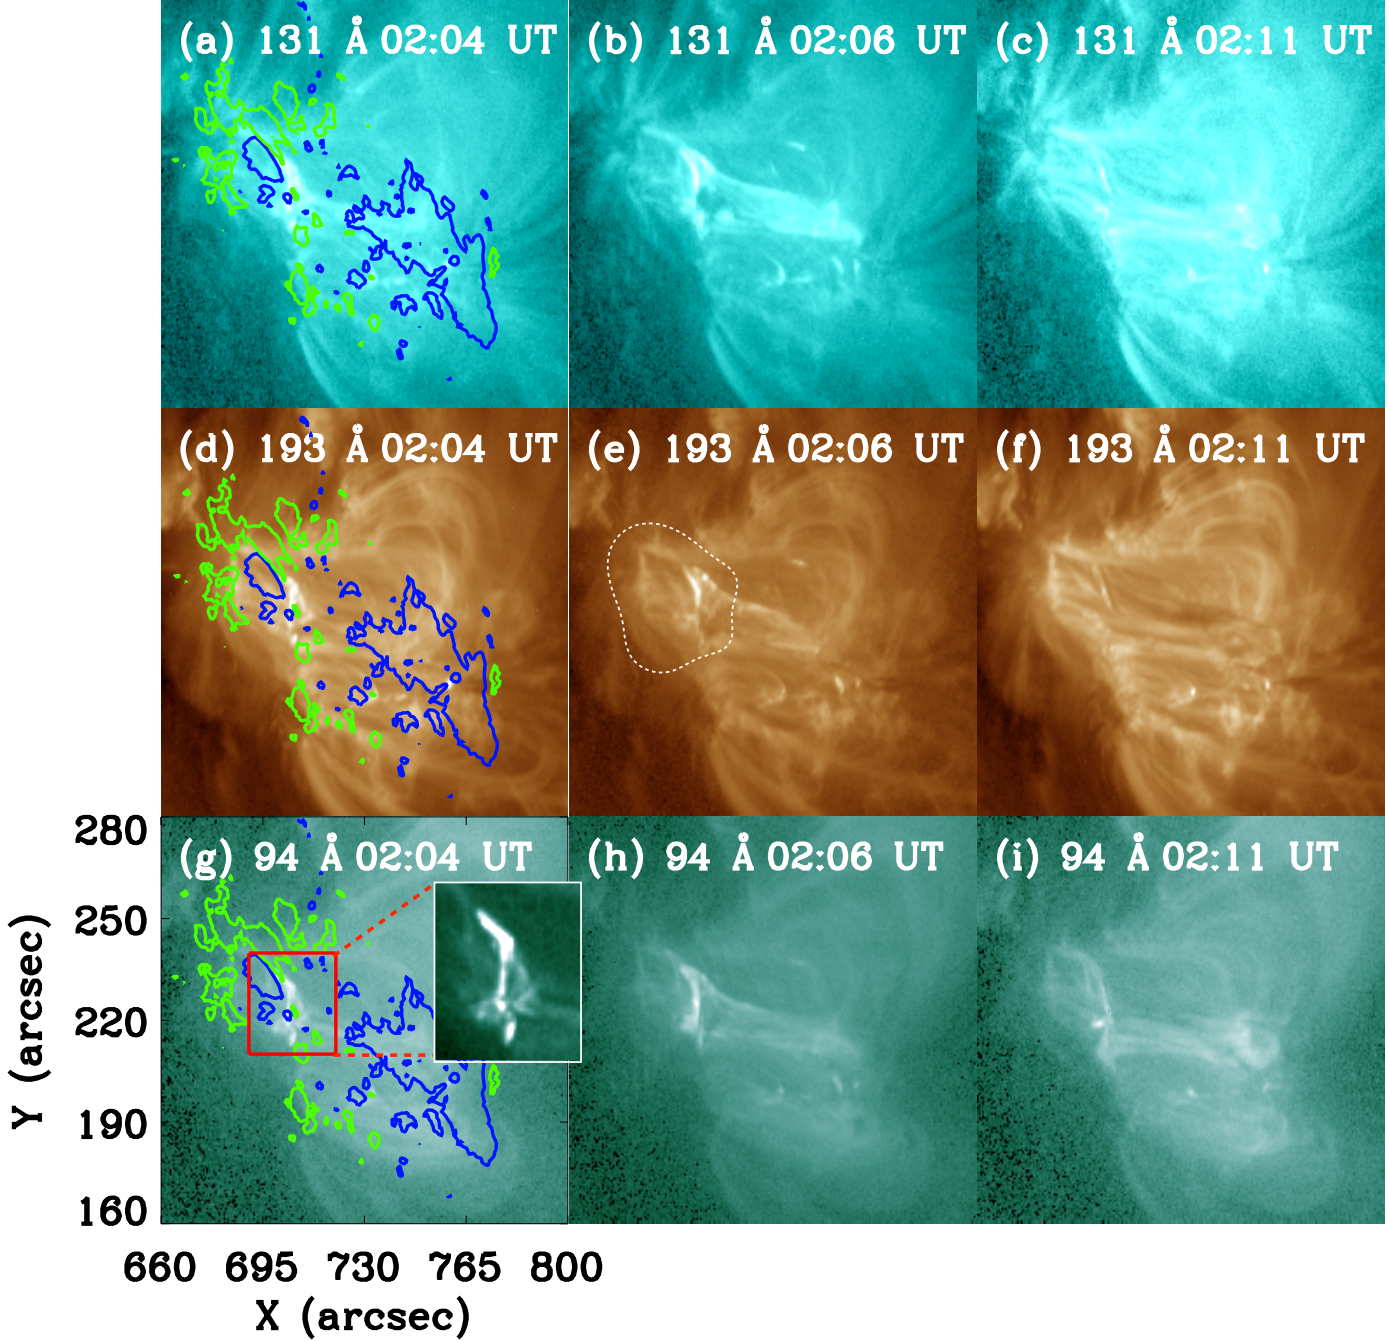 (a) 131 Å 02:04 UT
(b) 131 Å 02:06 UT
(c) 131 Å 02:11 UT
(d) 193 Å 02:04 UT
(e) 193 Å 02:06 UT
(f) 193 Å 02:11 UT
(g) 94 Å 02:04 UT
(h) 94 Å 02:06 UT
(i) 94 Å 02:11 UT
280
250
220
190
160
Y (arcsec)
660 695 730 765 800
X (arcsec)